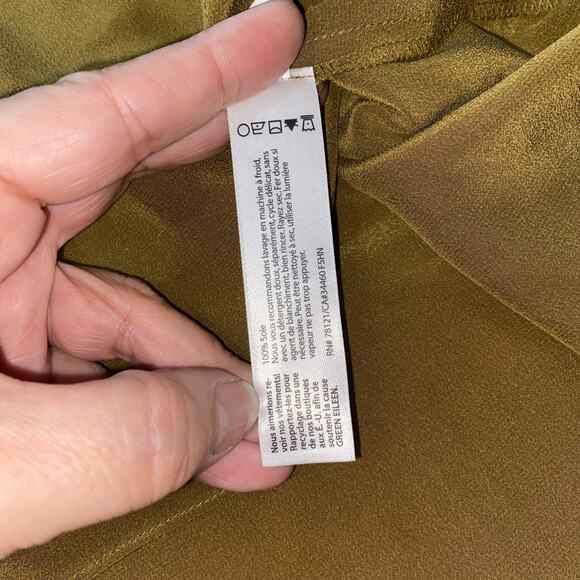 100% Soie
Nous vous recommandons lavage en machine à froid,
avec un détergent doux, séparément, cycle délicat, sans
agent de blanchiment, bien rincer. Rayez sec. Fer doux si
nécessaire. Peut être nettoyé à sec, utiliser la lumière
vapeur ne pas trop appuyer.
RN# 78121/CA#34460 F5HN
Nous aimerions re-
voir nos vêtements!
Rapportez-les pour
recyclage dans une
de nos boutiques
aux É.-U. afin de
soutenir la cause
GREEN EILEEN.